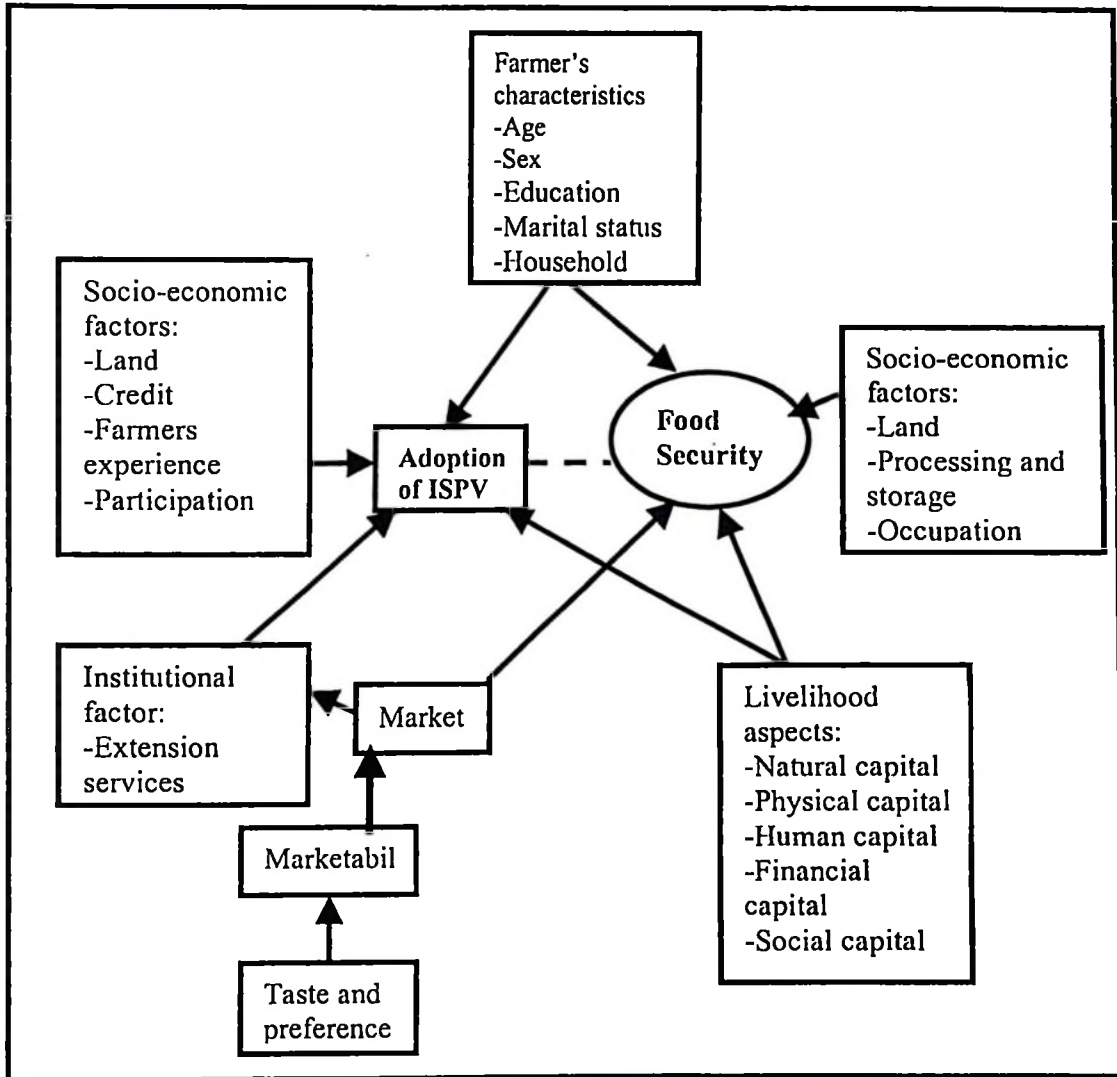 Farmer's
characteristics
-Age
-Sex
-Education
-Marital status
-Household
Socio-economic
factors:
-Land
-Credit
-Farmers
experience
-Participation
Adoption
of ISPV
Food
Security
Socio-economic
factors:
-Land
-Processing and
storage
-Occupation
Institutional
factor:
-Extension
services
Market
Marketabil
Taste and
preference
Livelihood
aspects:
-Natural capital
-Physical capital
-Human capital
-Financial
capital
-Social capital